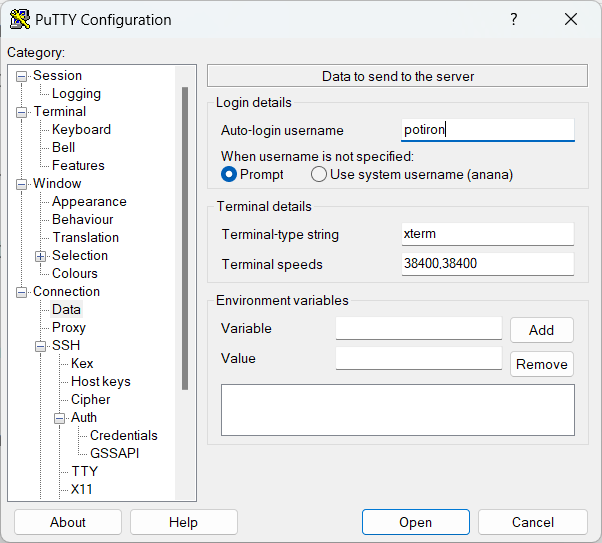 PuTTY Configuration
?
Category:
Session
Logging
Terminal
Keyboard
Bell
Features
Window
Appearance
Behaviour
Translation
Selection
Colours
Connection
Data
Proxy
SSH
Kex
Host keys
Cipher
Auth
Credentials
GSSAPI
TTY
X11
Data to send to the server
Login details
Auto-login username potiron
When username is not specified:
Prompt Use system username (anana)
Terminal details
Terminal-type string xterm
Terminal speeds 38400,38400
Environment variables
Variable Add
Value Remove
About Help Open Cancel